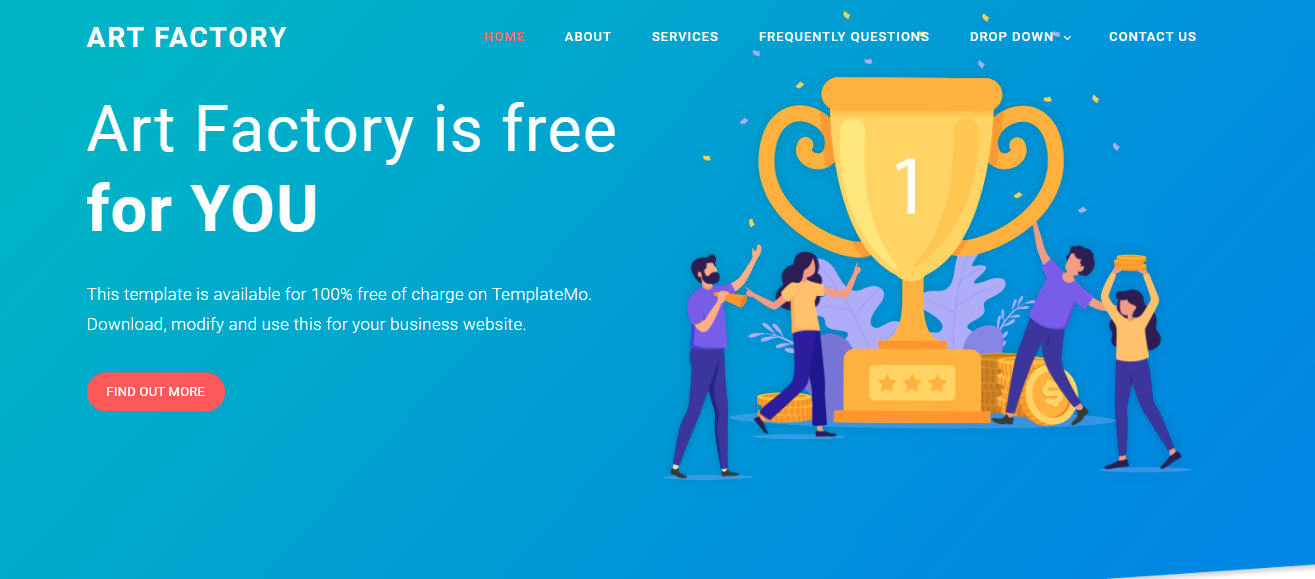 ART FACTORY
HOME ABOUT SERVICES FREQUENTLY QUESTIONS DROP DOWN CONTACT US
Art Factory is free
for YOU
This template is available for 100% free of charge on TemplateMo.
Download, modify and use this for your business website.
FIND OUT MORE
1
$